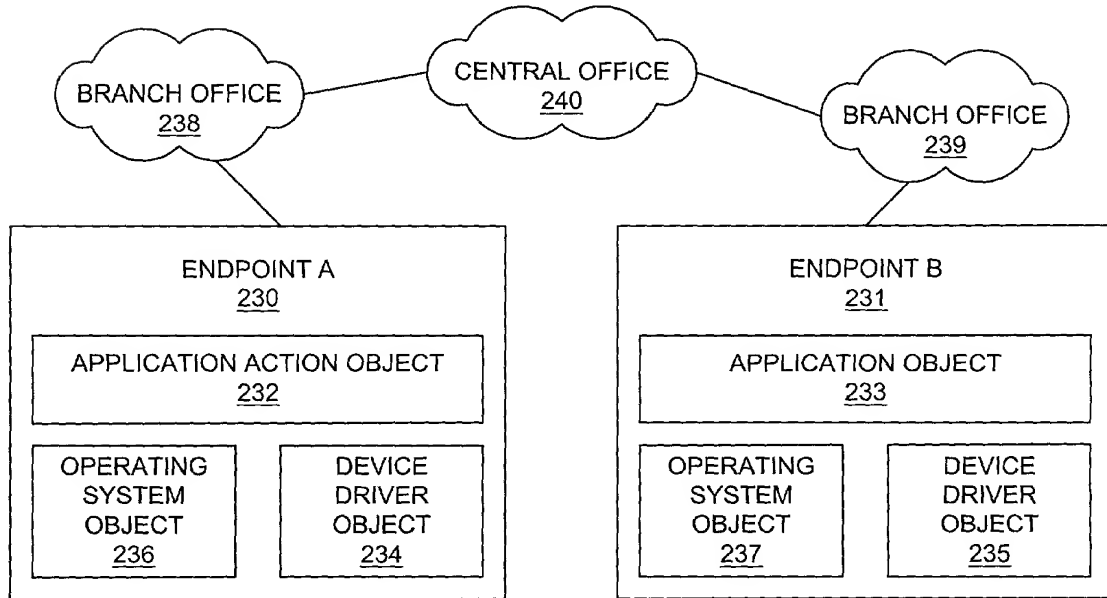 BRANCH OFFICE
238
CENTRAL OFFICE
240
BRANCH OFFICE
239
ENDPOINT A
230
APPLICATION ACTION OBJECT
232
OPERATING
SYSTEM
OBJECT
236
DEVICE
DRIVER
OBJECT
234
ENDPOINT B
231
APPLICATION OBJECT
233
OPERATING
SYSTEM
OBJECT
237
DEVICE
DRIVER
OBJECT
235